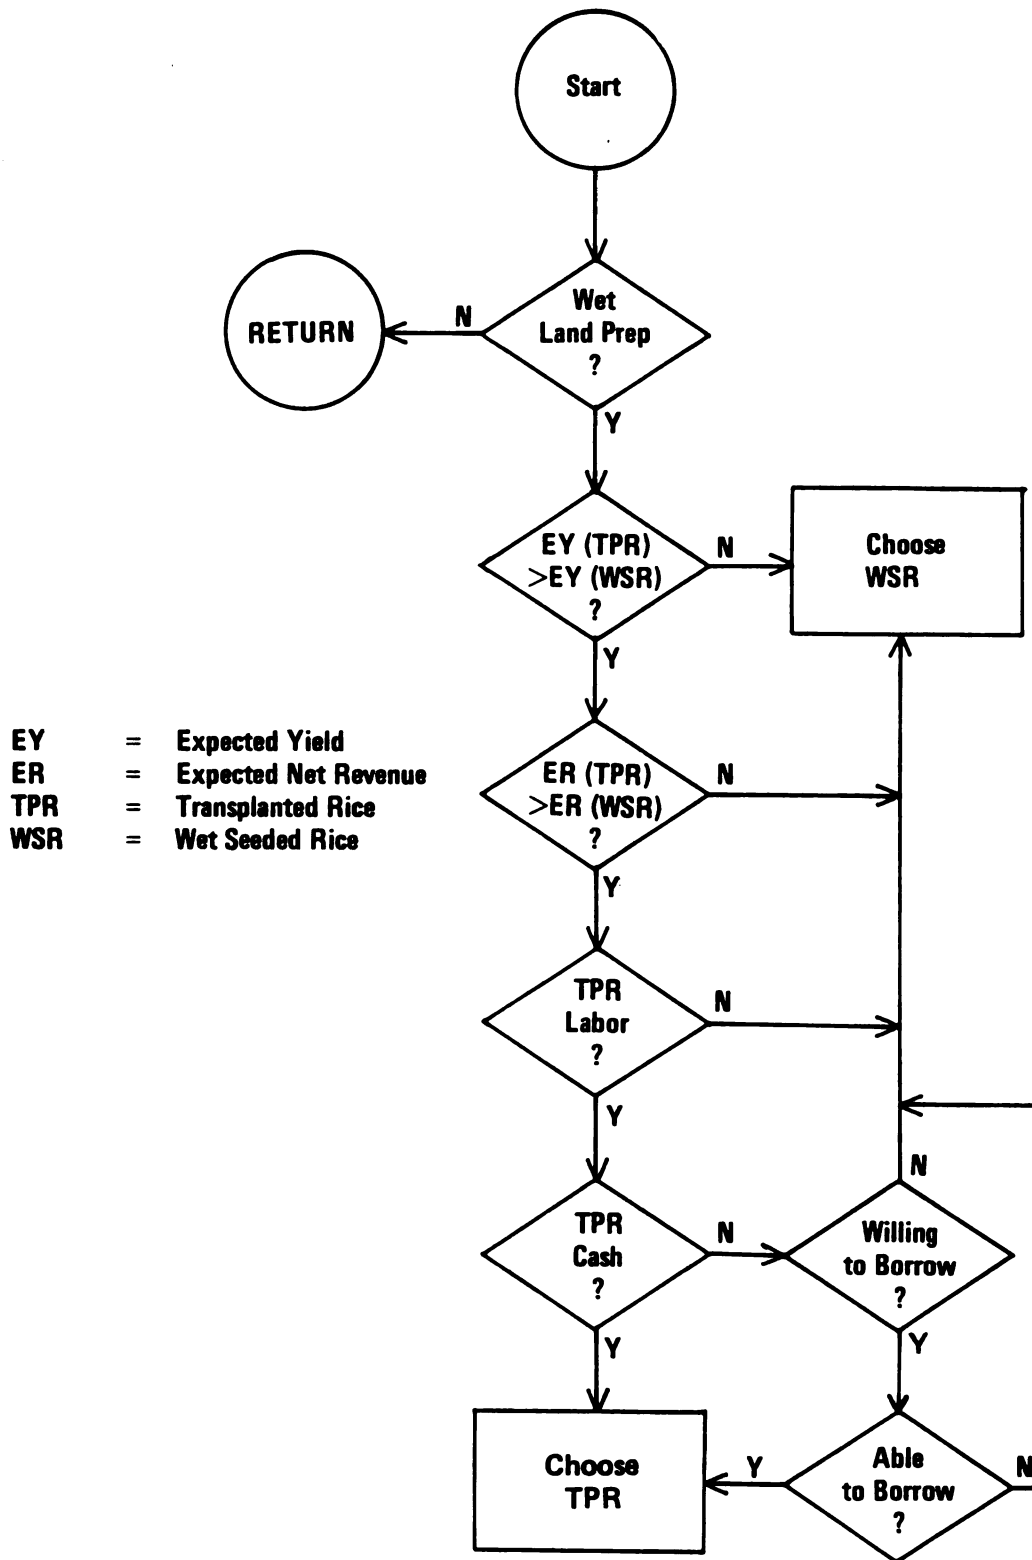 Start
Wet
Land Prep
?
N
RETURN
Y
EY (TPR)
>EY (WSR)
?
N
Choose
WSR
Y
EY = Expected Yield
ER = Expected Net Revenue
TPR = Transplanted Rice
WSR = Wet Seeded Rice
ER (TPR)
>ER (WSR)
?
N
Y
TPR
Labor
?
N
Y
TPR
Cash
?
N
Willing
to Borrow
?
N
Y
Y
Choose
TPR
Y
Able
to Borrow
?
N